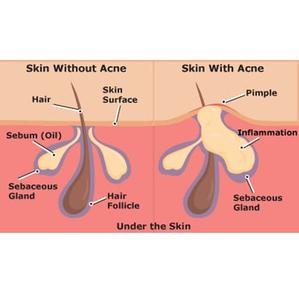 Skin Without Acne
Skin With Acne
Hair
Skin
Surface
Sebum (Oil)
Sebaceous
Gland
Hair
Follicle
Pimple
Inflammation
Sebaceous
Gland
Under the Skin